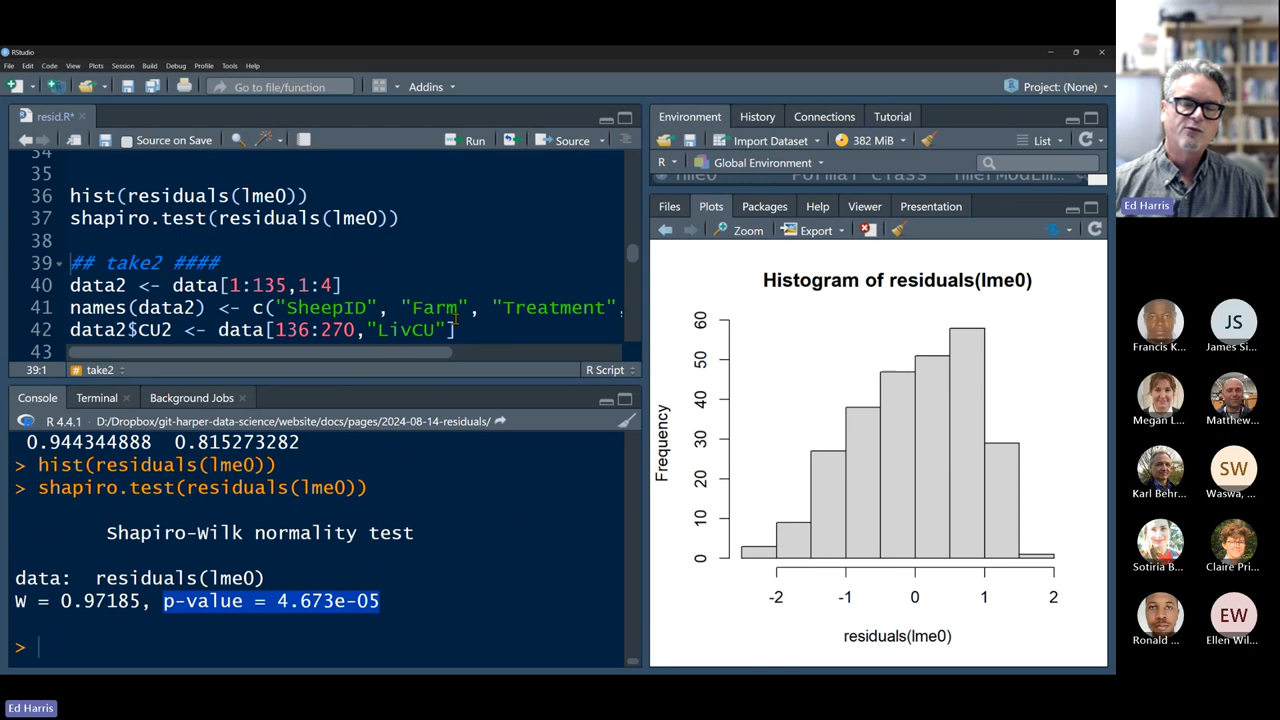 RStudio
File Edit Code View Plots Session Build Debug Profile Tools Help
Go to file/function Addins Project: (None)
resid.R*
Source on Save Run Source
34
35
36 hist(residuals(lme0))
37 shapiro.test(residuals(lme0))
38
39 ## take2 ####
40 data2 <- data[1:135,1:4]
41 names(data2) <- c("SheepID", "Farm", "Treatment",
42 data2$CU2 <- data[136:270,"LivCU"]
43
39:1 # take2 R Script
Console Terminal Background Jobs
R 4.4.1 · D:/Dropbox/git-harper-data-science/website/docs/pages/2024-08-14-residuals/
0.944344888 0.815273282
> hist(residuals(lme0))
> shapiro.test(residuals(lme0))
Shapiro-Wilk normality test
data: residuals(lme0)
W = 0.97185, p-value = 4.673e-05
>
Environment History Connections Tutorial
Import Dataset 382 MiB List
R Global Environment
lme0 Formal Class
Files Plots Packages Help Viewer Presentation
Zoom Export
Histogram of residuals(lme0)
Frequency
60
50
40
30
20
10
0
-2 -1 0 1 2
residuals(lme0)
Ed Harris
Francis K...
JS
James Si...
Megan L...
Matthew...
Karl Behr...
SW
Waswa, ...
Sotiria B...
Claire Pri...
Ronald ...
EW
Ellen Wil...
Ed Harris